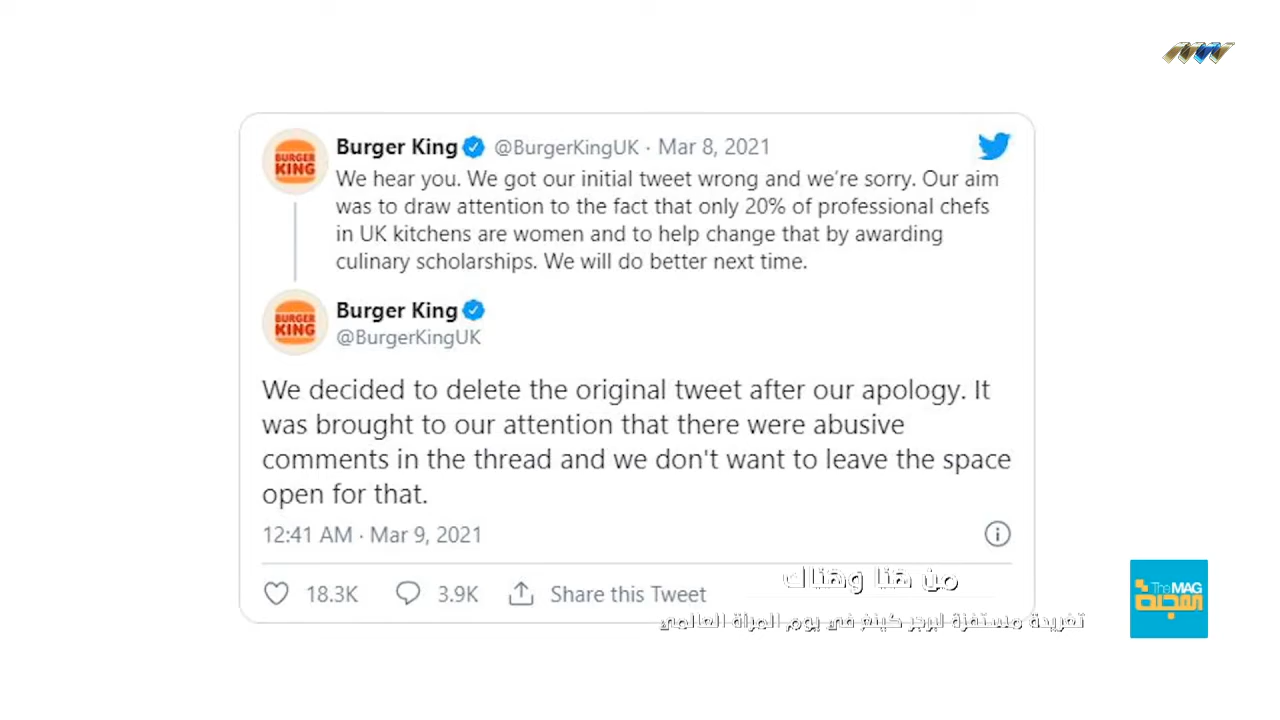 Burger King @BurgerKingUK · Mar 8, 2021
We hear you. We got our initial tweet wrong and we're sorry. Our aim
was to draw attention to the fact that only 20% of professional chefs
in UK kitchens are women and to help change that by awarding
culinary scholarships. We will do better next time.
BURGER
KING
Burger King
@BurgerKingUK
BURGER
KING
We decided to delete the original tweet after our apology. It
was brought to our attention that there were abusive
comments in the thread and we don't want to leave the space
open for that.
12:41 AM · Mar 9, 2021
18.3K 3.9K Share this Tweet
من هنا وهناك
تغريدة مستفزة لبرجر كينغ في يوم المرأة العالمي
The MAG
المجلة